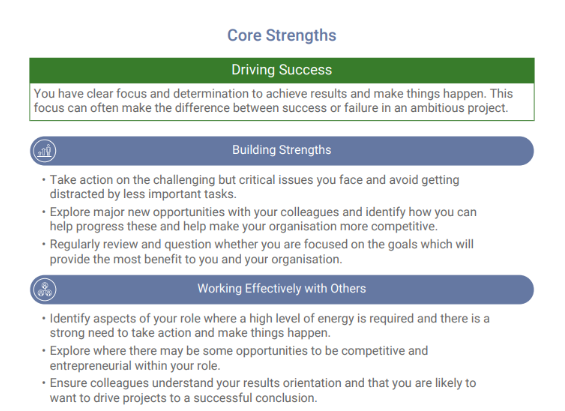 Core Strengths
Driving Success
You have clear focus and determination to achieve results and make things happen. This
focus can often make the difference between success or failure in an ambitious project.
Building Strengths
• Take action on the challenging but critical issues you face and avoid getting
distracted by less important tasks.
• Explore major new opportunities with your colleagues and identify how you can
help progress these and help make your organisation more competitive.
• Regularly review and question whether you are focused on the goals which will
provide the most benefit to you and your organisation.
Working Effectively with Others
• Identify aspects of your role where a high level of energy is required and there is a
strong need to take action and make things happen.
• Explore where there may be some opportunities to be competitive and
entrepreneurial within your role.
• Ensure colleagues understand your results orientation and that you are likely to
want to drive projects to a successful conclusion.